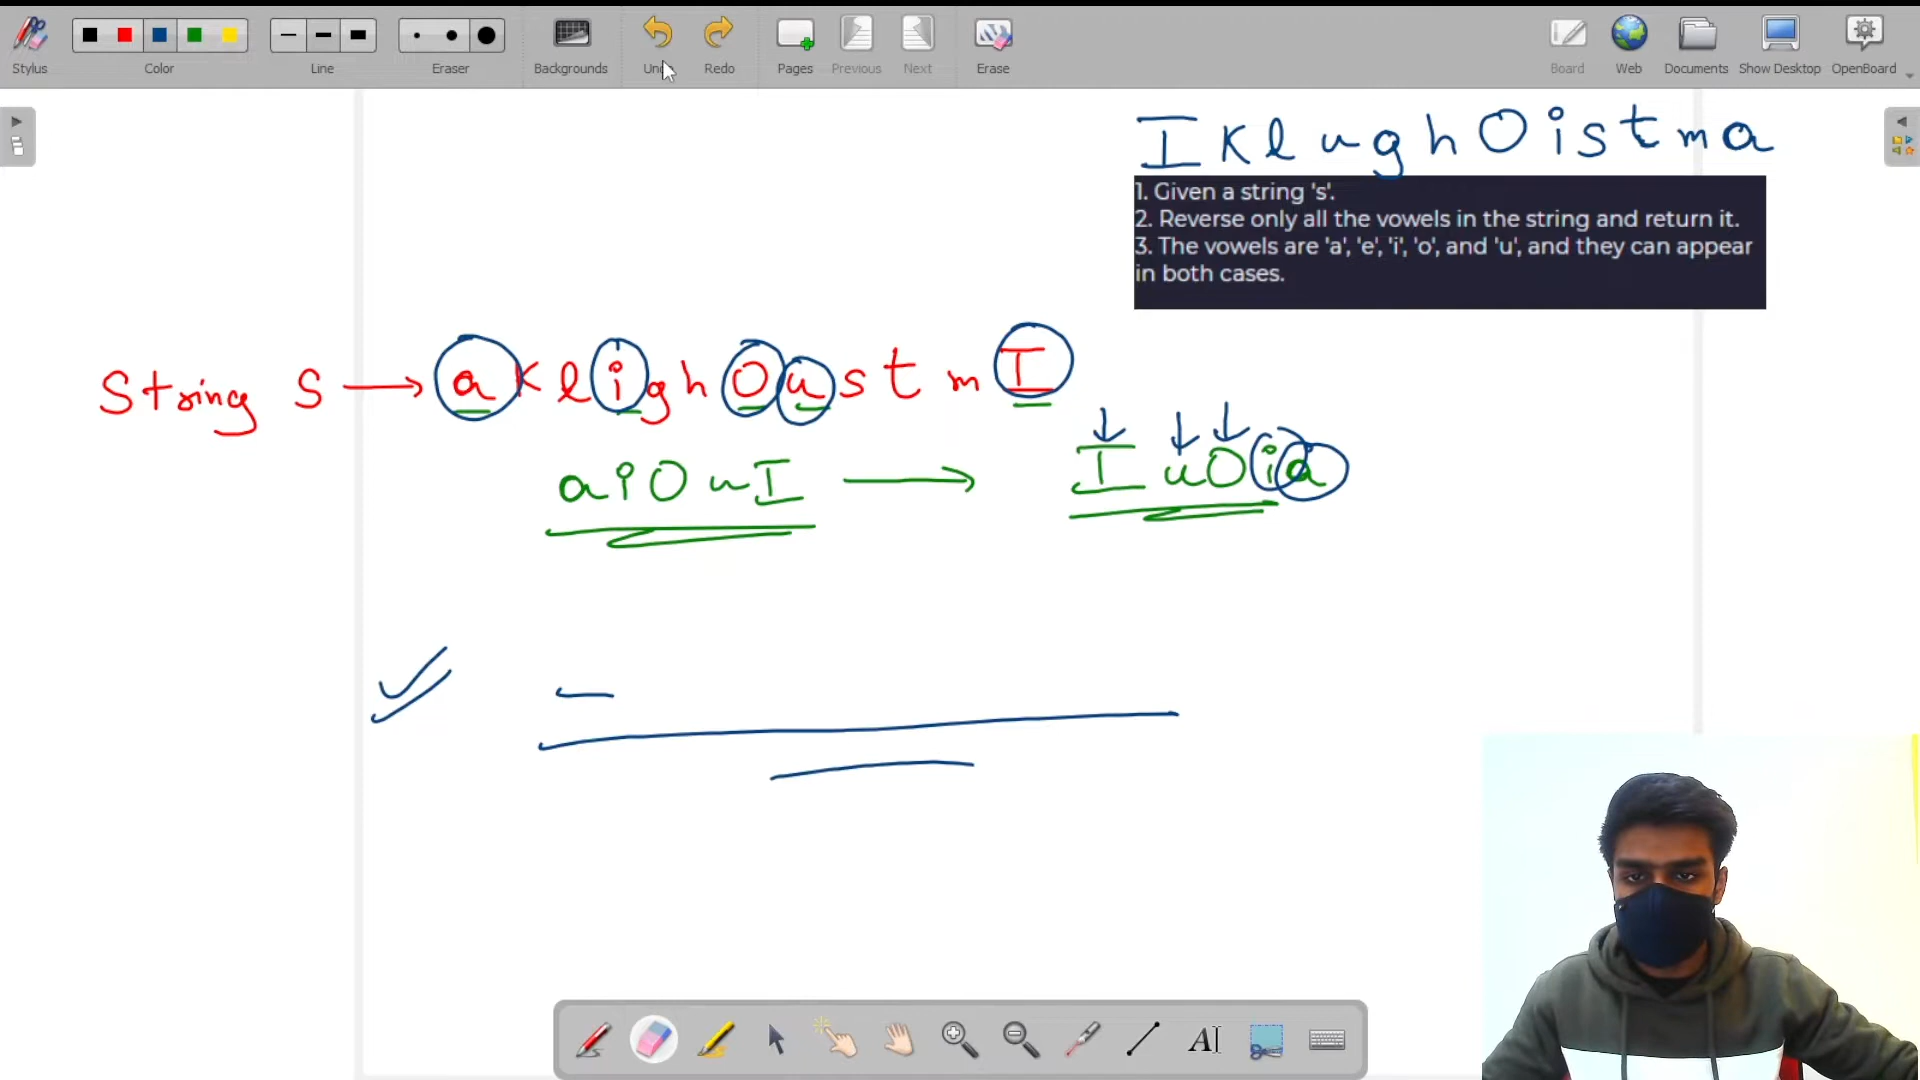 Stylus Color Line Eraser Backgrounds Undo Redo Pages Previous Next Erase Board Web Documents Show Desktop OpenBoard
I K l u g h O i s t m a
1. Given a string 's'.
2. Reverse only all the vowels in the string and return it.
3. The vowels are 'a', 'e', 'i', 'o', and 'u', and they can appear
in both cases.
String S → a K l i g h O u s t m I
a i O u I → I u O i a
AI